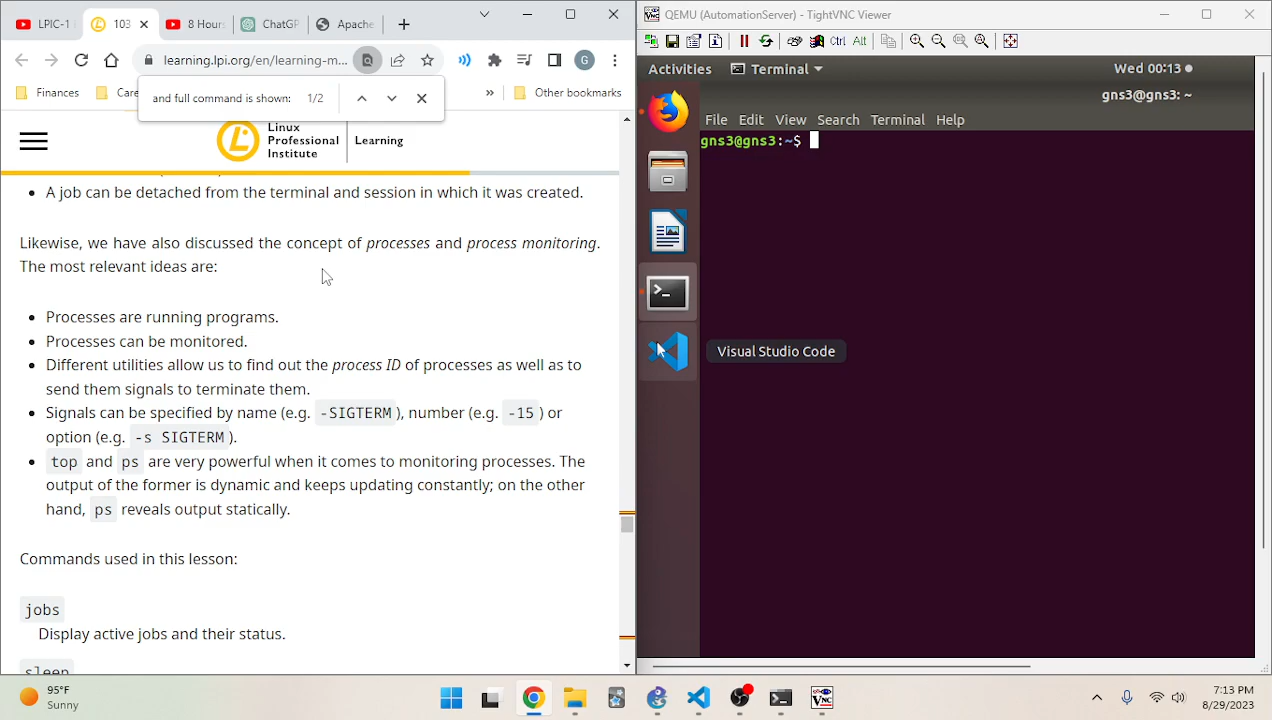 LPIC-1
103
8 Hours
ChatGP
Apache
learning.lpi.org/en/learning-m...
G
Finances
Care
»
Other bookmarks
and full command is shown:
1/2
Linux
Professional
Institute
Learning
A job can be detached from the terminal and session in which it was created.
Likewise, we have also discussed the concept of processes and process monitoring.
The most relevant ideas are:
Processes are running programs.
Processes can be monitored.
Different utilities allow us to find out the process ID of processes as well as to
send them signals to terminate them.
Signals can be specified by name (e.g. -SIGTERM), number (e.g. -15) or
option (e.g. -s SIGTERM).
top and ps are very powerful when it comes to monitoring processes. The
output of the former is dynamic and keeps updating constantly; on the other
hand, ps reveals output statically.
Commands used in this lesson:
jobs
Display active jobs and their status.
sleep
QEMU (AutomationServer) - TightVNC Viewer
Ctrl Alt
Activities
Terminal
Wed 00:13
gns3@gns3: ~
File Edit View Search Terminal Help
gns3@gns3:~$
Visual Studio Code
95°F
Sunny
7:13 PM
8/29/2023